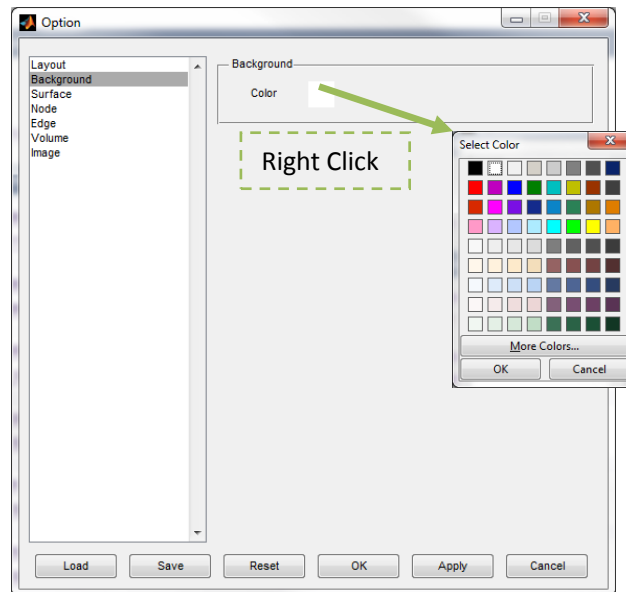 Option
Layout
Background
Surface
Node
Edge
Volume
Image
Background
Color
Right Click
Select Color
More Colors...
OK
Cancel
Load
Save
Reset
OK
Apply
Cancel